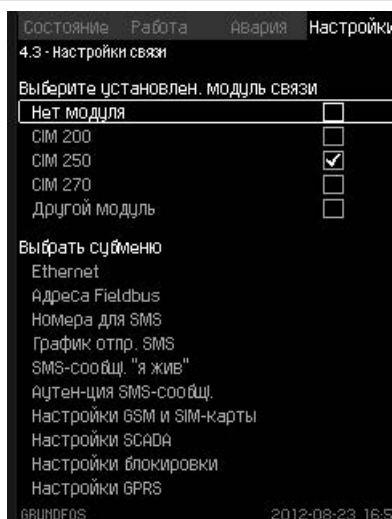 Состояние Работа Авария Настройки
4.3 - Настройки связи
Выберите установлен. модуль связи
Нет модуля
CIM 200
CIM 250
CIM 270
Другой модуль
Выбрать субменю
Ethernet
Адреса Fieldbus
Номера для SMS
График отпр. SMS
SMS-сообщ. "я жив"
Аутен-ция SMS-сообщ.
Настройки GSM и SIM-карты
Настройки SCADA
Настройки блокировки
Настройки GPRS
GRUNDFOS 2012-08-23 16:5